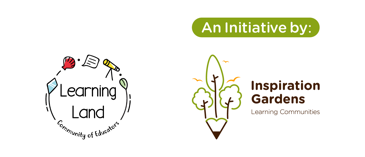 An Initiative by:
Learning
Land
Community of Educators
Inspiration
Gardens
Learning Communities